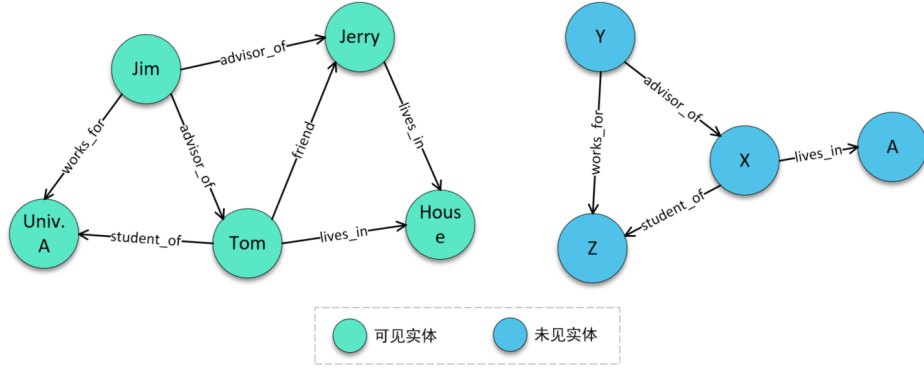 Jim
advisor_of
Jerry
works_for
advisor_of
friend
lives_in
Univ.
A
student_of
Tom
lives_in
Hous
e
Y
advisor_of
works_for
X
lives_in
A
student_of
Z
可见实体
未见实体